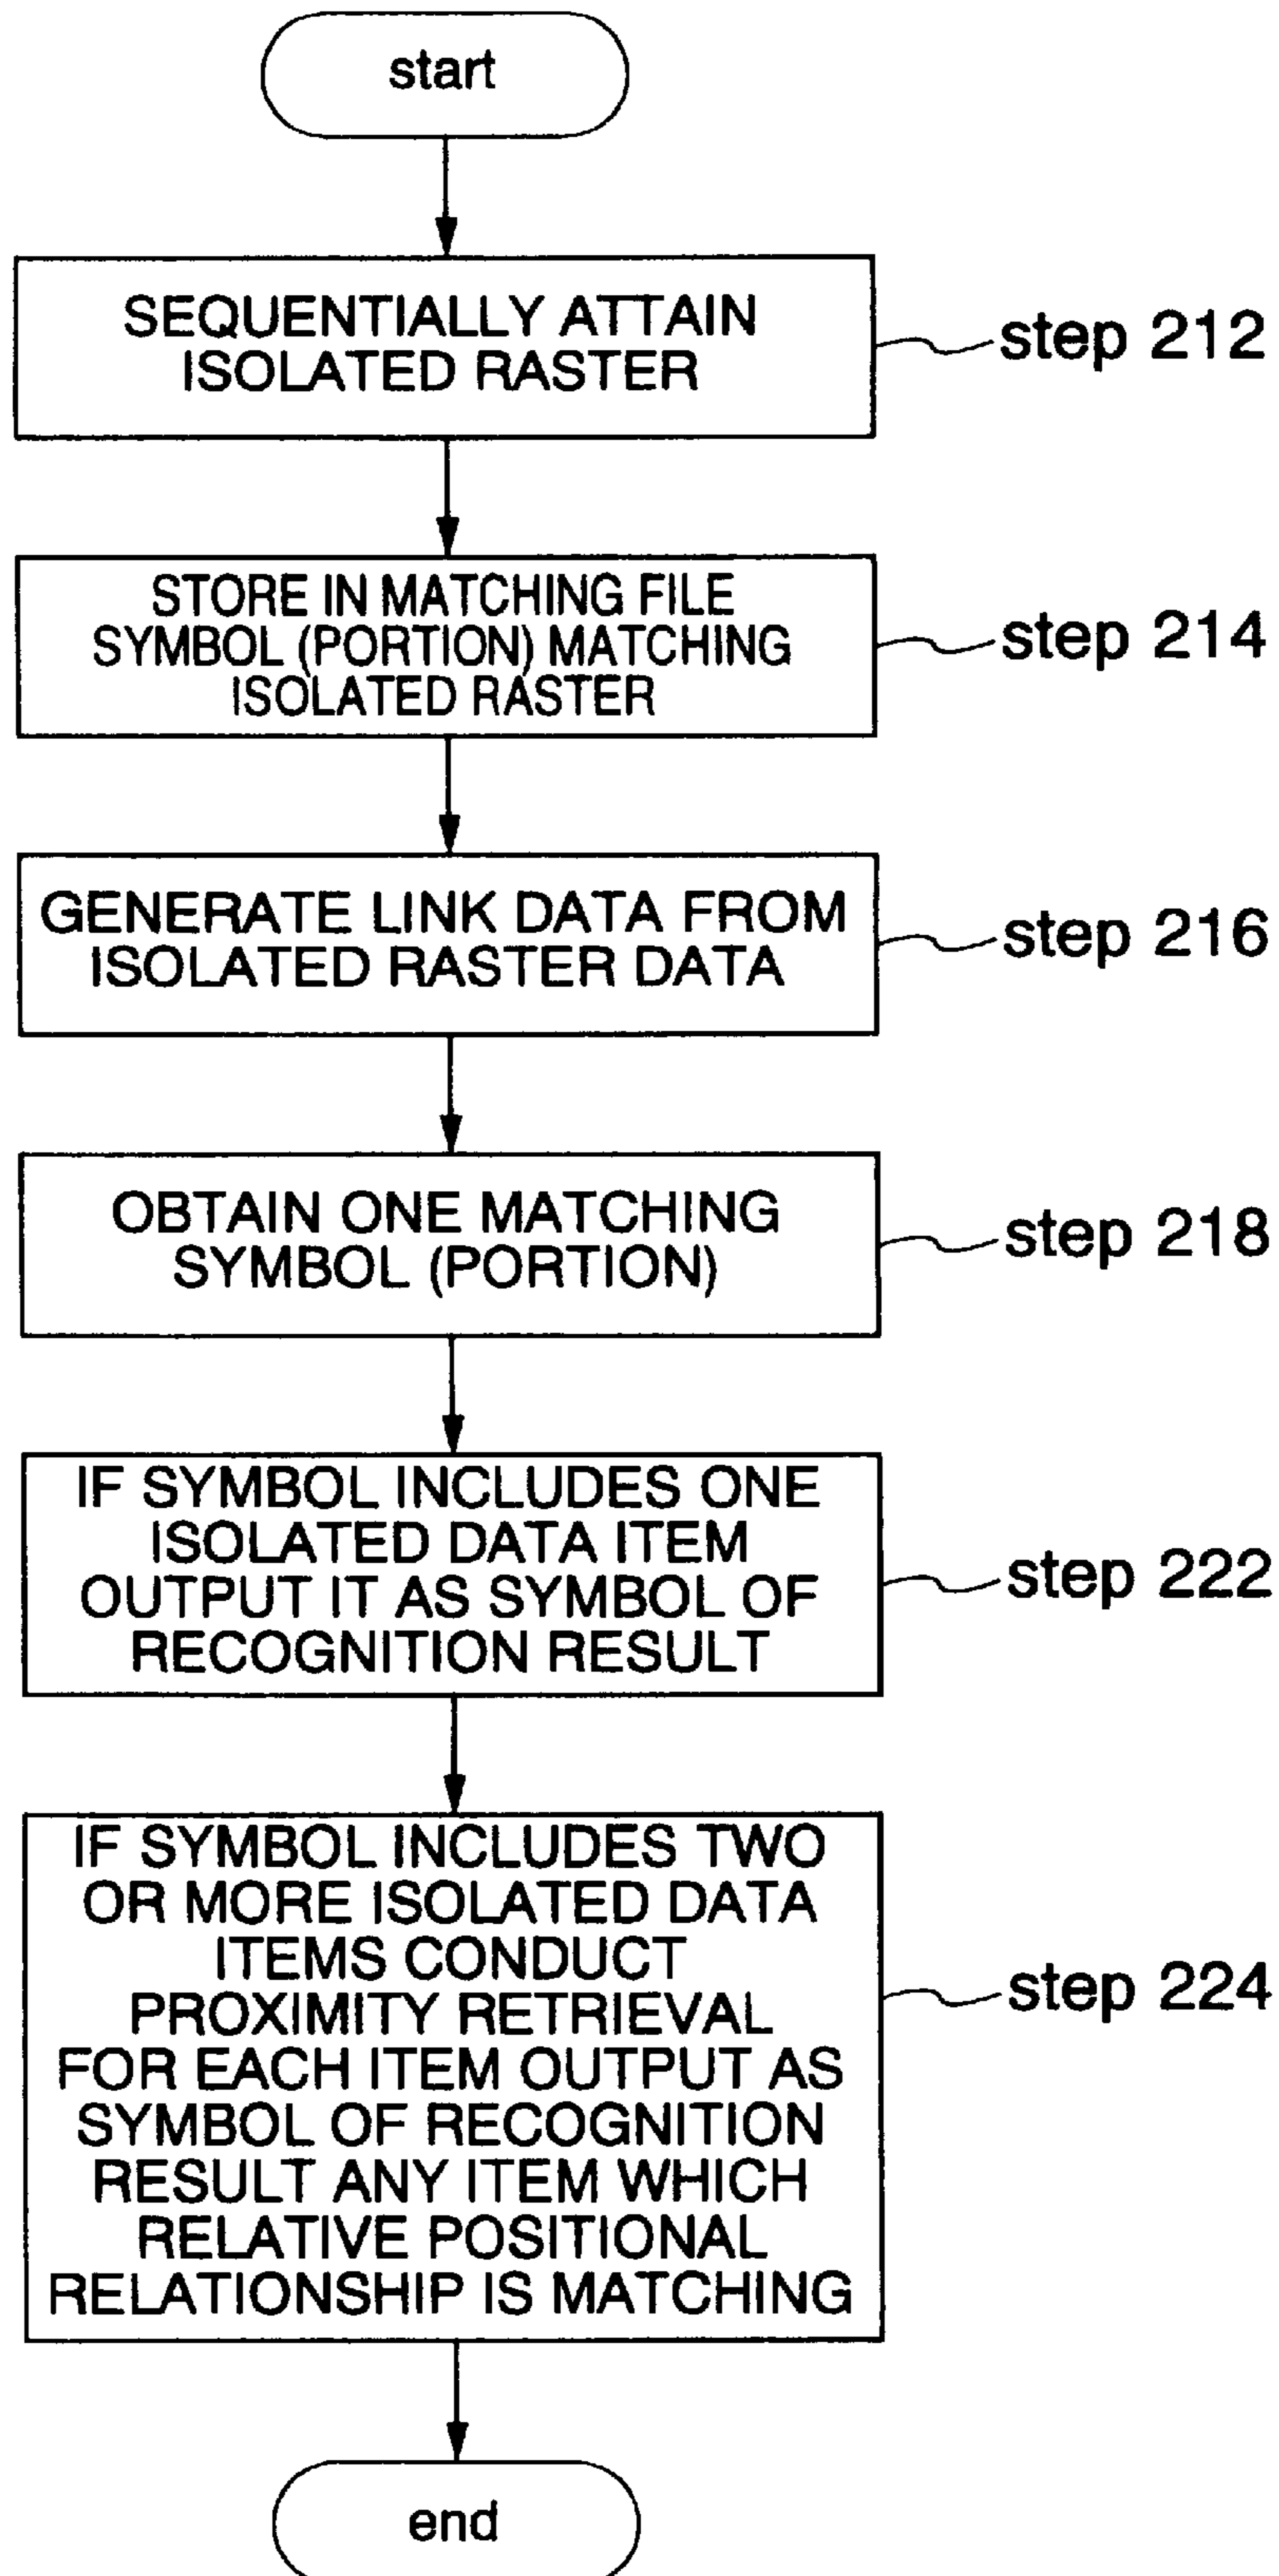 start
SEQUENTIALLY ATTAIN
ISOLATED RASTER
step 212
STORE IN MATCHING FILE
SYMBOL (PORTION) MATCHING
ISOLATED RASTER
step 214
GENERATE LINK DATA FROM
ISOLATED RASTER DATA
step 216
OBTAIN ONE MATCHING
SYMBOL (PORTION)
step 218
IF SYMBOL INCLUDES ONE
ISOLATED DATA ITEM
OUTPUT IT AS SYMBOL OF
RECOGNITION RESULT
step 222
IF SYMBOL INCLUDES TWO
OR MORE ISOLATED DATA
ITEMS CONDUCT
PROXIMITY RETRIEVAL
FOR EACH ITEM OUTPUT AS
SYMBOL OF RECOGNITION
RESULT ANY ITEM WHICH
RELATIVE POSITIONAL
RELATIONSHIP IS MATCHING
step 224
end